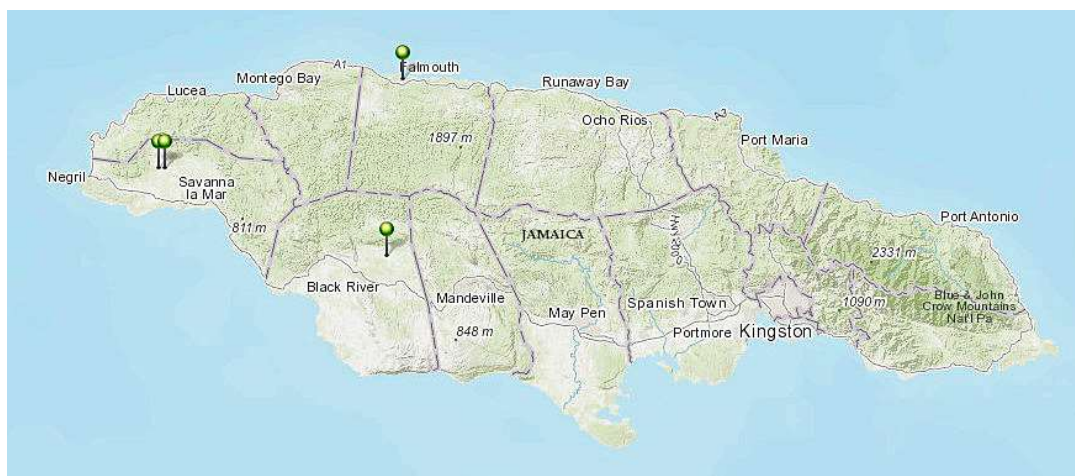 A1
Falmouth
Montego Bay
Lucea
Runaway Bay
Ocho Rios
A3
1897 m
Port Maria
Negril
Savanna
la Mar
811 m
JAMAICA
Port Antonio
2331 m
Black River
Mandeville
Spanish Town
1090 m
Blue & John
Crow Mountains
Nat'l Pa
848 m
May Pen
Portmore
Kingston